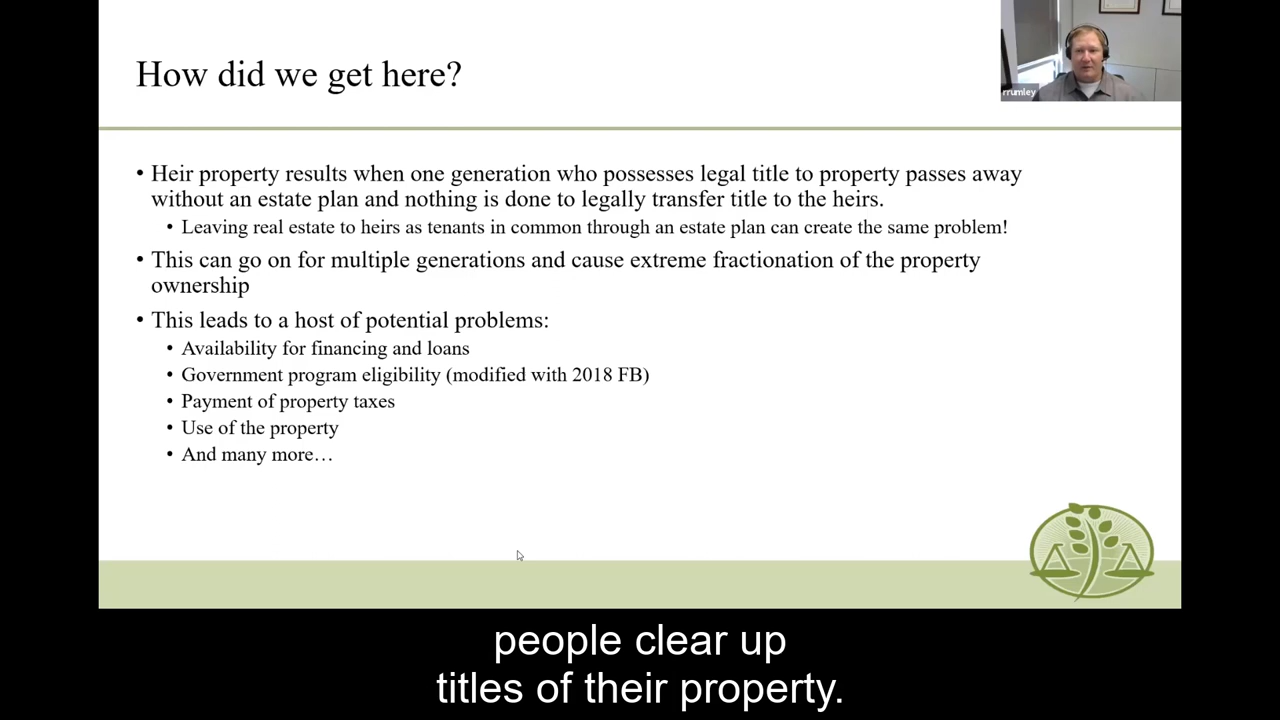 How did we get here?
rrumley
• Heir property results when one generation who possesses legal title to property passes away
without an estate plan and nothing is done to legally transfer title to the heirs.
• Leaving real estate to heirs as tenants in common through an estate plan can create the same problem!
• This can go on for multiple generations and cause extreme fractionation of the property
ownership
• This leads to a host of potential problems:
• Availability for financing and loans
• Government program eligibility (modified with 2018 FB)
• Payment of property taxes
• Use of the property
• And many more…
people clear up
titles of their property.